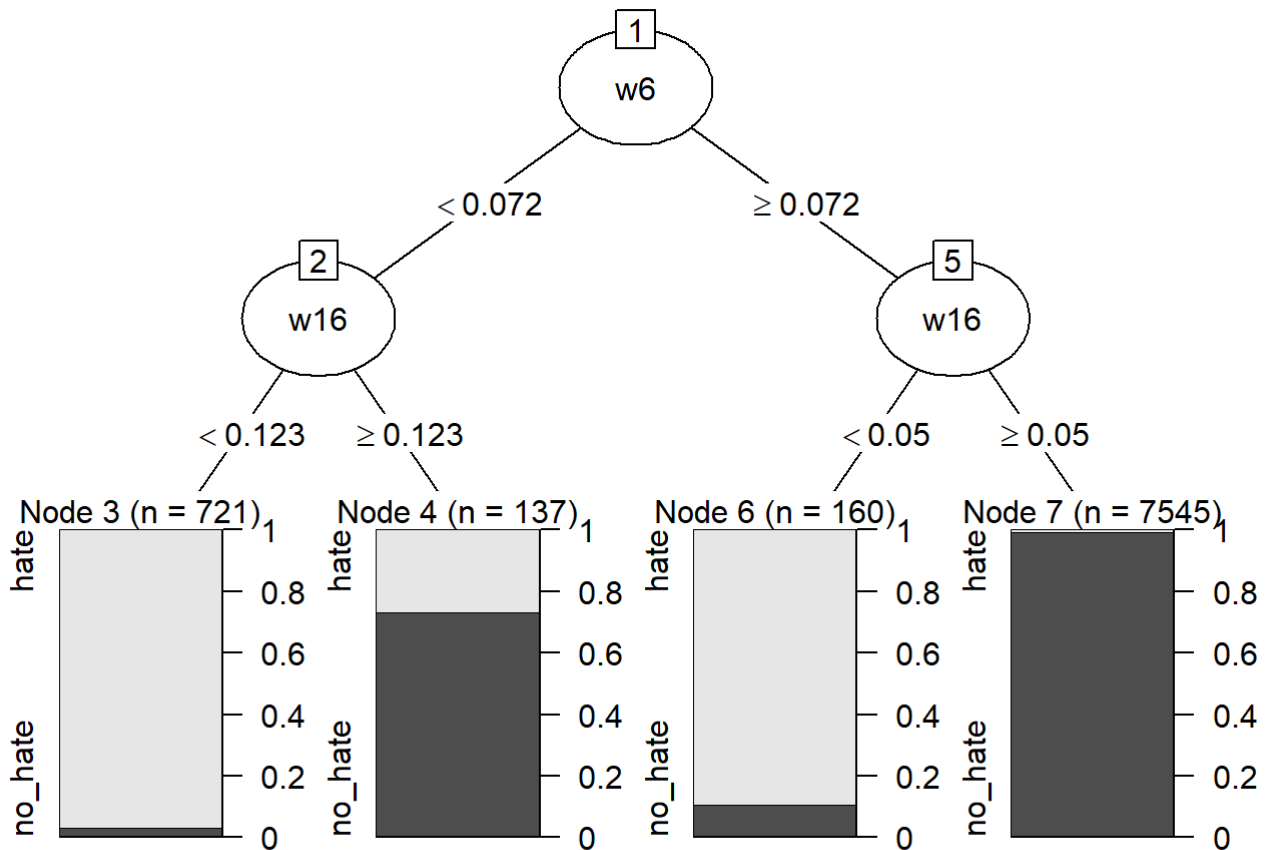 1
w6
< 0.072
≥ 0.072
2
w16
5
w16
< 0.123
≥ 0.123
< 0.05
≥ 0.05
Node 3 (n = 721)
no_hate
hate
1
0.8
0.6
0.4
0.2
0
Node 4 (n = 137)
no_hate
hate
1
0.8
0.6
0.4
0.2
0
Node 6 (n = 160)
no_hate
hate
1
0.8
0.6
0.4
0.2
0
Node 7 (n = 7545)
no_hate
hate
1
0.8
0.6
0.4
0.2
0